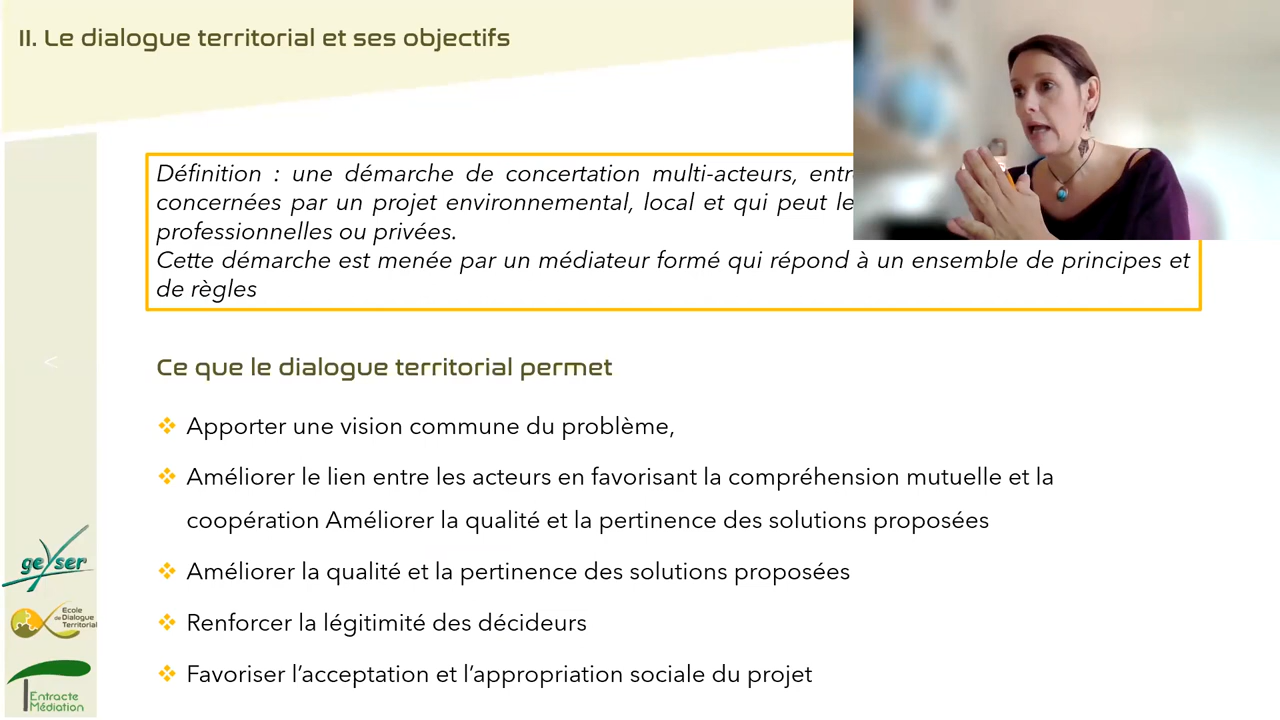 II. Le dialogue territorial et ses objectifs
Définition : une démarche de concertation multi-acteurs,
concernées par un projet environnemental, local et qui peut
professionnelles ou privées.
Cette démarche est menée par un médiateur formé qui répond à un ensemble de principes et
de règles
<
Ce que le dialogue territorial permet
Apporter une vision commune du problème,
Améliorer le lien entre les acteurs en favorisant la compréhension mutuelle et la
coopération Améliorer la qualité et la pertinence des solutions proposées
Améliorer la qualité et la pertinence des solutions proposées
Renforcer la légitimité des décideurs
Favoriser l’acceptation et l’appropriation sociale du projet
geyser
Ecole
de Dialogue
Territorial
Entracte
Médiation